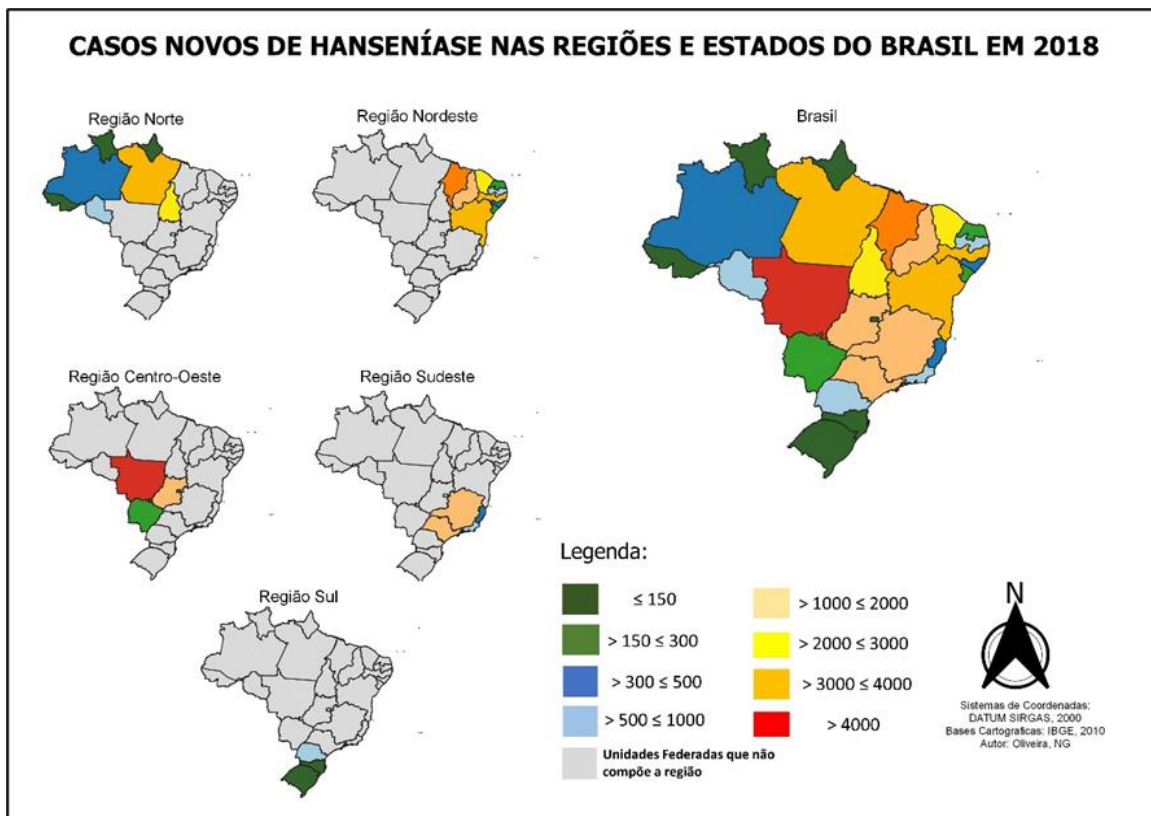 CASOS NOVOS DE HANSENÍASE NAS REGIÕES E ESTADOS DO BRASIL EM 2018
Região Norte
Região Nordeste
Brasil
Região Centro-Oeste
Região Sudeste
Região Sul
Legenda:
≤ 150
> 150 ≤ 300
> 300 ≤ 500
> 500 ≤ 1000
Unidades Federadas que não
compõe a região
> 1000 ≤ 2000
> 2000 ≤ 3000
> 3000 ≤ 4000
> 4000
N
Sistemas de Coordenadas:
DATUM SIRGAS, 2000
Bases Cartograficas: IBGE, 2010
Autor: Oliveira, NG